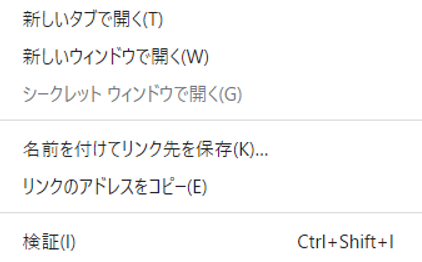 新しいタブで開く(T)
新しいウィンドウで開く(W)
シークレット ウィンドウで開く(G)
名前を付けてリンク先を保存(K)...
リンクのアドレスをコピー(E)
検証(I) Ctrl+Shift+I